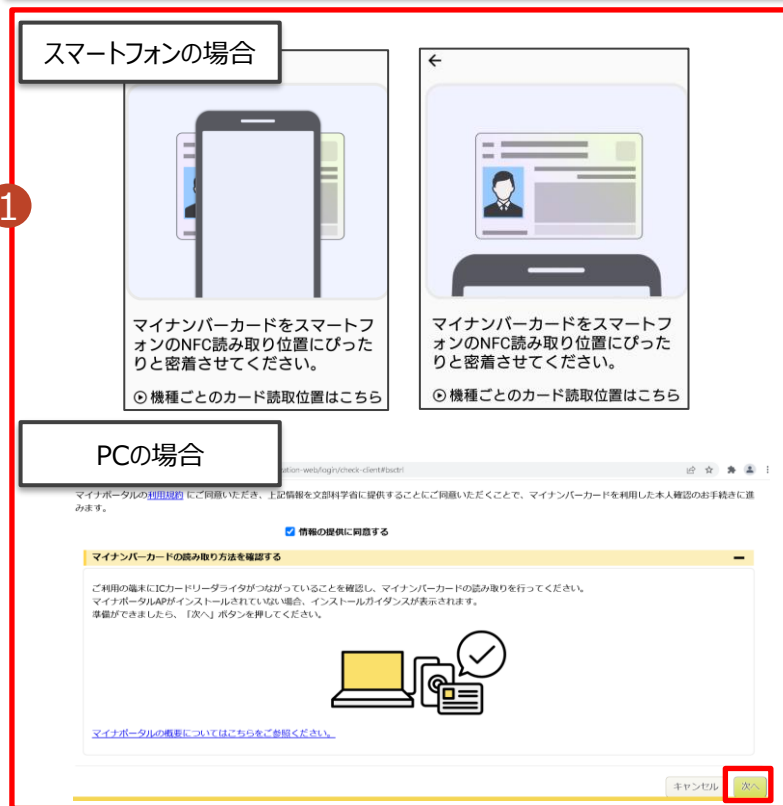 スマートフォンの場合
1
マイナンバーカードをスマートフ
ォンのNFC読み取り位置にぴった
りと密着させてください。
機種ごとのカード読取位置はこちら
マイナンバーカードをスマートフ
ォンのNFC読み取り位置にぴった
りと密着させてください。
機種ごとのカード読取位置はこちら
PCの場合
ation-web/login/check-client#bsctrl
マイナポータルの利用規約 にご同意いただき、上記情報を文部科学省に提供することにご同意いただくことで、マイナンバーカードを利用した本人確認のお手続きに進
みます。
情報の提供に同意する
マイナンバーカードの読み取り方法を確認する
ご利用の端末にICカードリーダライタがつながっていることを確認し、マイナンバーカードの読み取りを行ってください。
マイナポータルAPがインストールされていない場合、インストールガイダンスが表示されます。
準備ができましたら、「次へ」ボタンを押してください。
マイナポータルの概要についてはこちらをご参照ください。
キャンセル
次へ